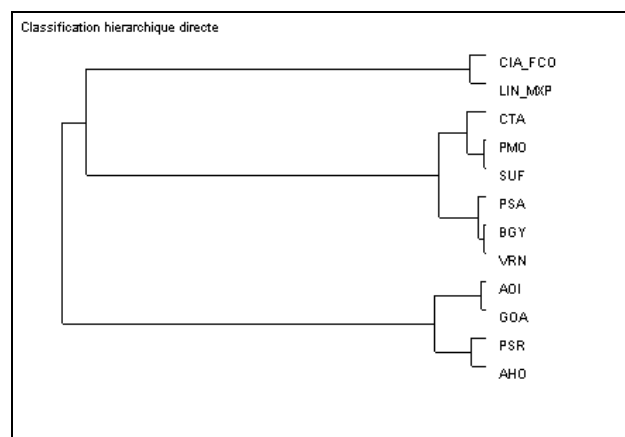 Classification hierarchique directe
CIA_FCO
LIN_MXP
CTA
PMO
SUF
PSA
BGY
VRN
AOI
GOA
PSR
AHO